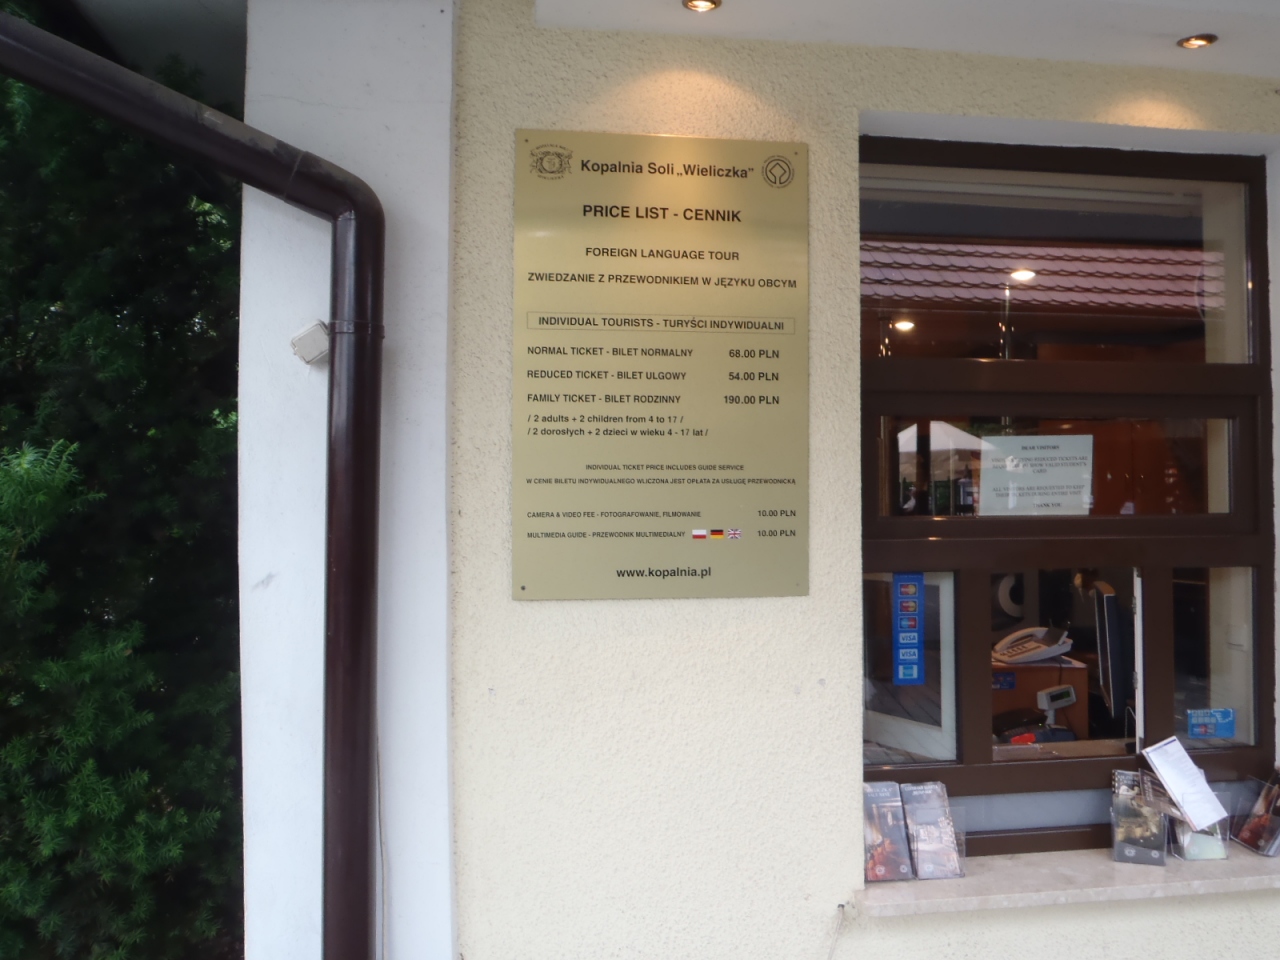 Kopalnia Soli „Wieliczka”
PRICE LIST - CENNIK
FOREIGN LANGUAGE TOUR
ZWIEDZANIE Z PRZEWODNIKIEM W JĘZYKU OBCYM
INDIVIDUAL TOURISTS - TURYŚCI INDYWIDUALNI
NORMAL TICKET - BILET NORMALNY 68.00 PLN
REDUCED TICKET - BILET ULGOWY 54.00 PLN
FAMILY TICKET - BILET RODZINNY 190.00 PLN
/ 2 adults + 2 children from 4 to 17 /
/ 2 dorosłych + 2 dzieci w wieku 4 - 17 lat /
INDIVIDUAL TICKET PRICE INCLUDES GUIDE SERVICE
W CENIE BILETU INDYWIDUALNEGO WLICZONA JEST OPŁATA ZA USŁUGĘ PRZEWODNICKĄ
CAMERA & VIDEO FEE - FOTOGRAFOWANIE, FILMOWANIE 10.00 PLN
MULTIMEDIA GUIDE - PRZEWODNIK MULTIMEDIALNY 10.00 PLN
www.kopalnia.pl
DEAR VISITORS
THANK YOU
VISA
VISA